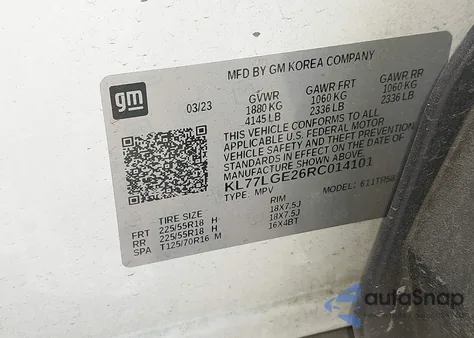 gm
MFD BY GM KOREA COMPANY
03/23 GVWR GAWR FRT GAWR RR
1880 KG 1060 KG 1060 KG
4145 LB 2336 LB 2336 LB
THIS VEHICLE CONFORMS TO ALL
APPLICABLE U.S. FEDERAL MOTOR
VEHICLE SAFETY AND THEFT PREVENTION
STANDARDS IN EFFECT ON THE DATE OF
MANUFACTURE SHOWN ABOVE.
KL77LGE26RC014101
TYPE: MPV MODEL:
TIRE SIZE RIM
FRT 225/55R18 H 18X7.5J
RR 225/55R18 H 18X7.5J
SPA T125/70R16 M 16X4BT
autoSnap